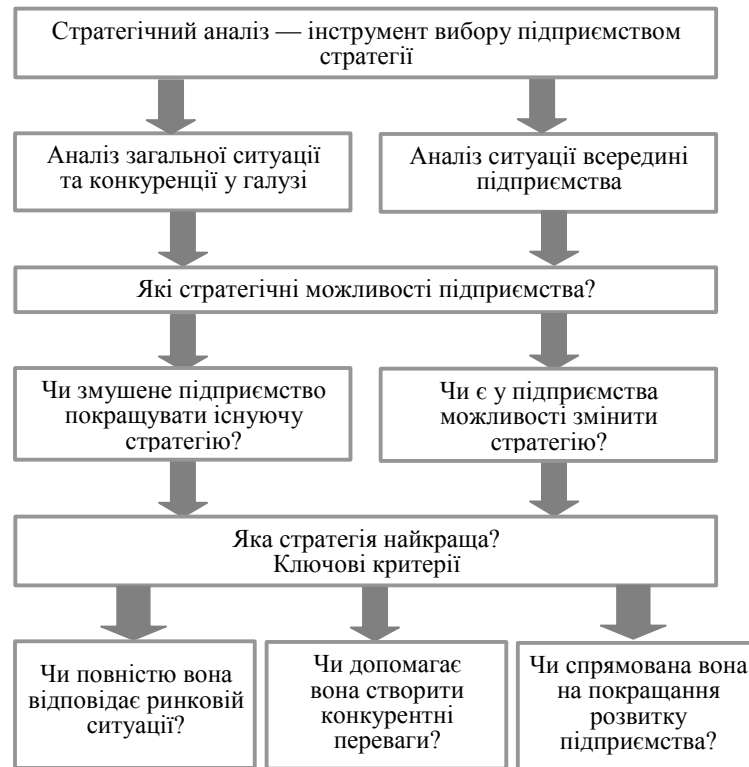 Стратегічний аналіз — інструмент вибору підприємством
стратегії
Аналіз загальної ситуації
та конкуренції у галузі
Аналіз ситуації всередині
підприємства
Які стратегічні можливості підприємства?
Чи змушене підприємство
покращувати існуючу
стратегію?
Чи є у підприємства
можливості змінити
стратегію?
Яка стратегія найкраща?
Ключові критерії
Чи повністю вона
відповідає ринковій
ситуації?
Чи допомагає
вона створити
конкурентні
переваги?
Чи спрямована вона
на покращання
розвитку
підприємства?